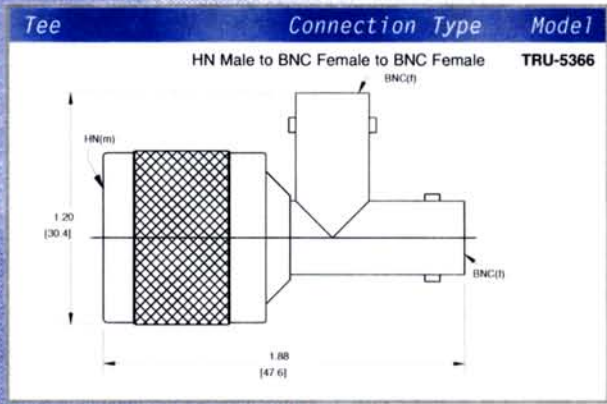 Tee Connection Type Model
HN Male to BNC Female to BNC Female TRU-5366
BNC(f)
HN(m)
1.20
[30.4]
BNC(f)
1.88
[47.6]